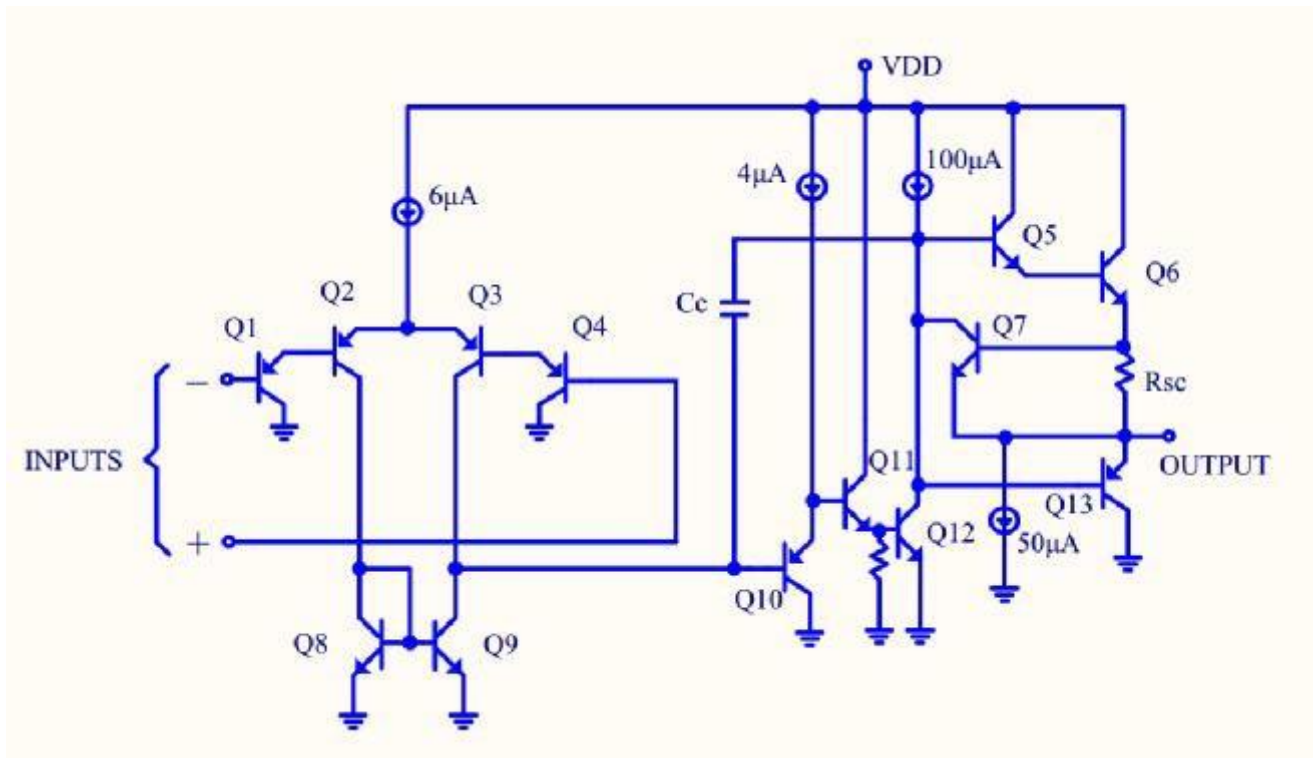 VDD
4μA
100μA
6μA
Q5
Q6
Q2
Q3
Q1
Q4
Cc
Q7
Rsc
−
INPUTS
+
Q11
OUTPUT
Q13
Q12
50μA
Q10
Q8
Q9